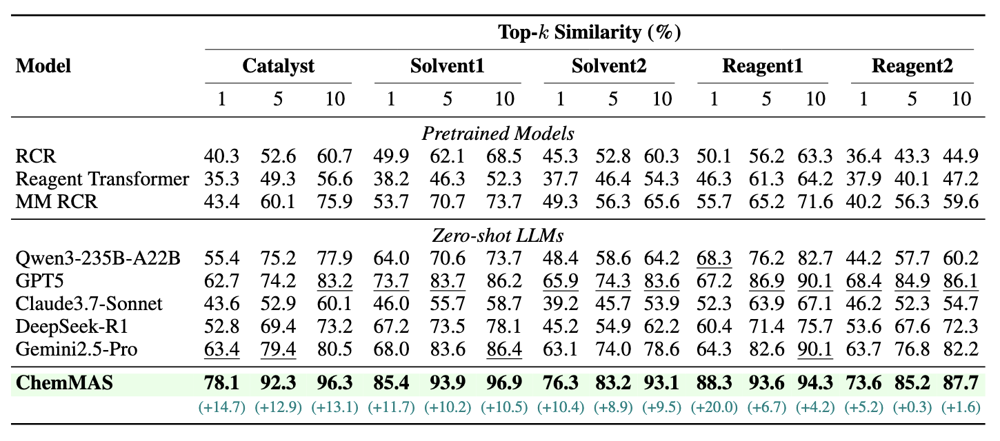 Top-k Similarity (%)
Model Catalyst Solvent1 Solvent2 Reagent1 Reagent2
1 5 10 1 5 10 1 5 10 1 5 10 1 5 10
Pretrained Models
RCR 40.3 52.6 60.7 49.9 62.1 68.5 45.3 52.8 60.3 50.1 56.2 63.3 36.4 43.3 44.9
Reagent Transformer 35.3 49.3 56.6 38.2 46.3 52.3 37.7 46.4 54.3 46.3 61.3 64.2 37.9 40.1 47.2
MM RCR 43.4 60.1 75.9 53.7 70.7 73.7 49.3 56.3 65.6 55.7 65.2 71.6 40.2 56.3 59.6
Zero-shot LLMs
Qwen3-235B-A22B 55.4 75.2 77.9 64.0 70.6 73.7 48.4 58.6 64.2 68.3 76.2 82.7 44.2 57.7 60.2
GPT5 62.7 74.2 83.2 73.7 83.7 86.2 65.9 74.3 83.6 67.2 86.9 90.1 68.4 84.9 86.1
Claude3.7-Sonnet 43.6 52.9 60.1 46.0 55.7 58.7 39.2 45.7 53.9 52.3 63.9 67.1 46.2 52.3 54.7
DeepSeek-R1 52.8 69.4 73.2 67.2 73.5 78.1 45.2 54.9 62.2 60.4 71.4 75.7 53.6 67.6 72.3
Gemini2.5-Pro 63.4 79.4 80.5 68.0 83.6 86.4 63.1 74.0 78.6 64.3 82.6 90.1 63.7 76.8 82.2
ChemMAS 78.1 92.3 96.3 85.4 93.9 96.9 76.3 83.2 93.1 88.3 93.6 94.3 73.6 85.2 87.7
(+14.7) (+12.9) (+13.1) (+11.7) (+10.2) (+10.5) (+10.4) (+8.9) (+9.5) (+20.0) (+6.7) (+4.2) (+5.2) (+0.3) (+1.6)